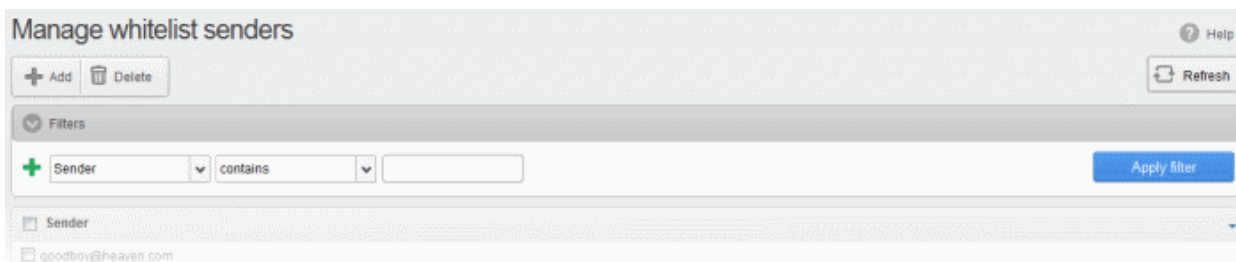 Manage whitelist senders
Help
Add Delete
Refresh
Filters
Sender contains
Apply filter
Sender
goodboy@heaven.com